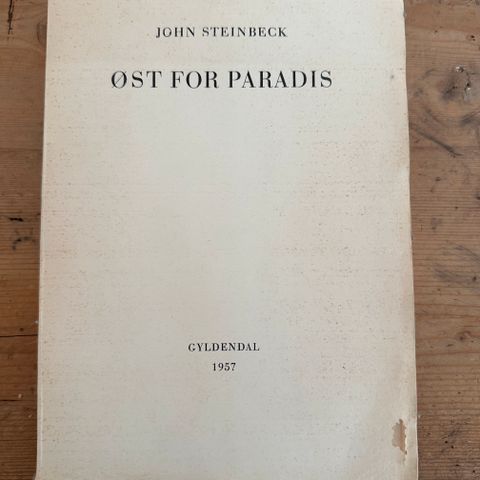 JOHN STEINBECK
ØST FOR PARADIS
GYLDENDAL
1957